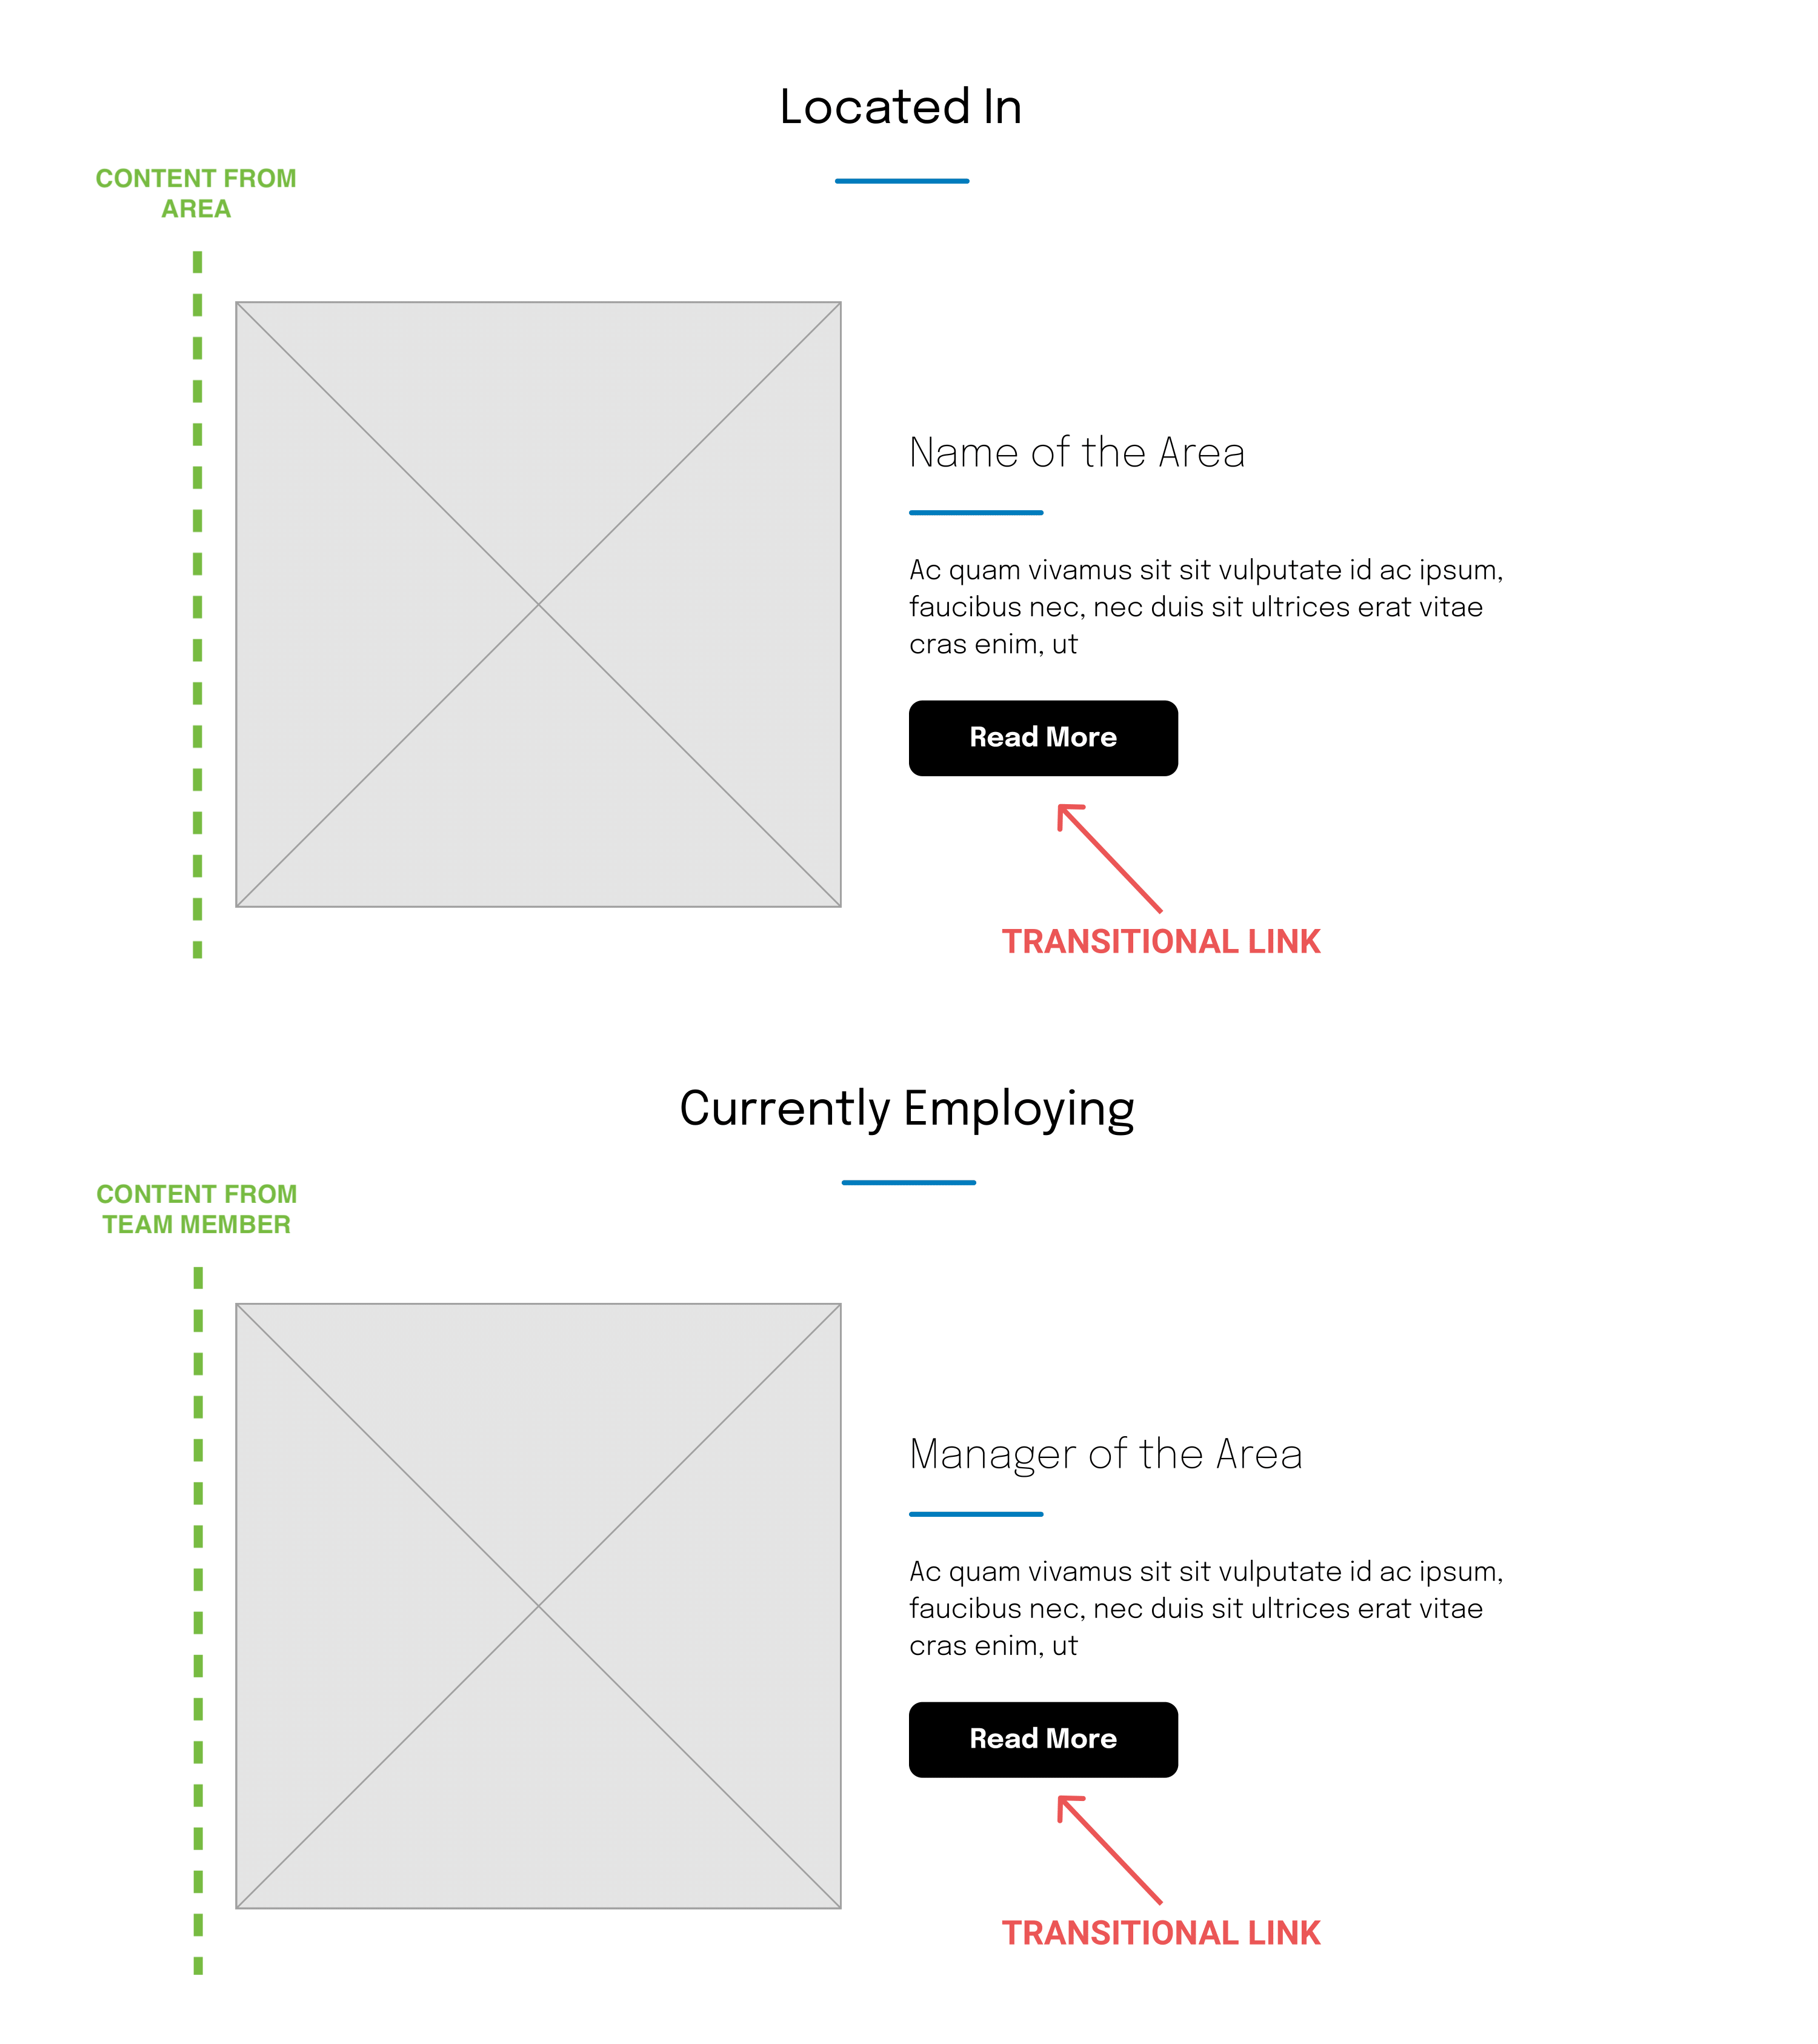 Located In
CONTENT FROM
AREA
Name of the Area
Ac quam vivamus sit sit vulputate id ac ipsum,
faucibus nec, nec duis sit ultrices erat vitae
cras enim, ut
Read More
TRANSITIONAL LINK
Currently Employing
CONTENT FROM
TEAM MEMBER
Manager of the Area
Ac quam vivamus sit sit vulputate id ac ipsum,
faucibus nec, nec duis sit ultrices erat vitae
cras enim, ut
Read More
TRANSITIONAL LINK